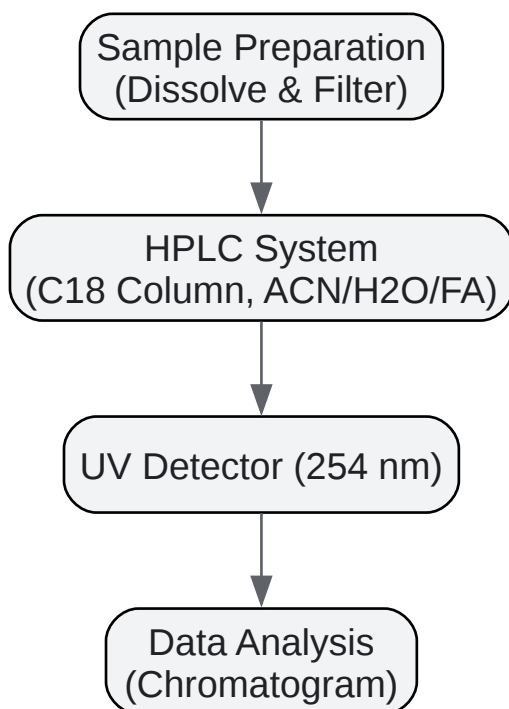 Sample Preparation
(Dissolve & Filter)
HPLC System
(C18 Column, ACN/H2O/FA)
UV Detector (254 nm)
Data Analysis
(Chromatogram)